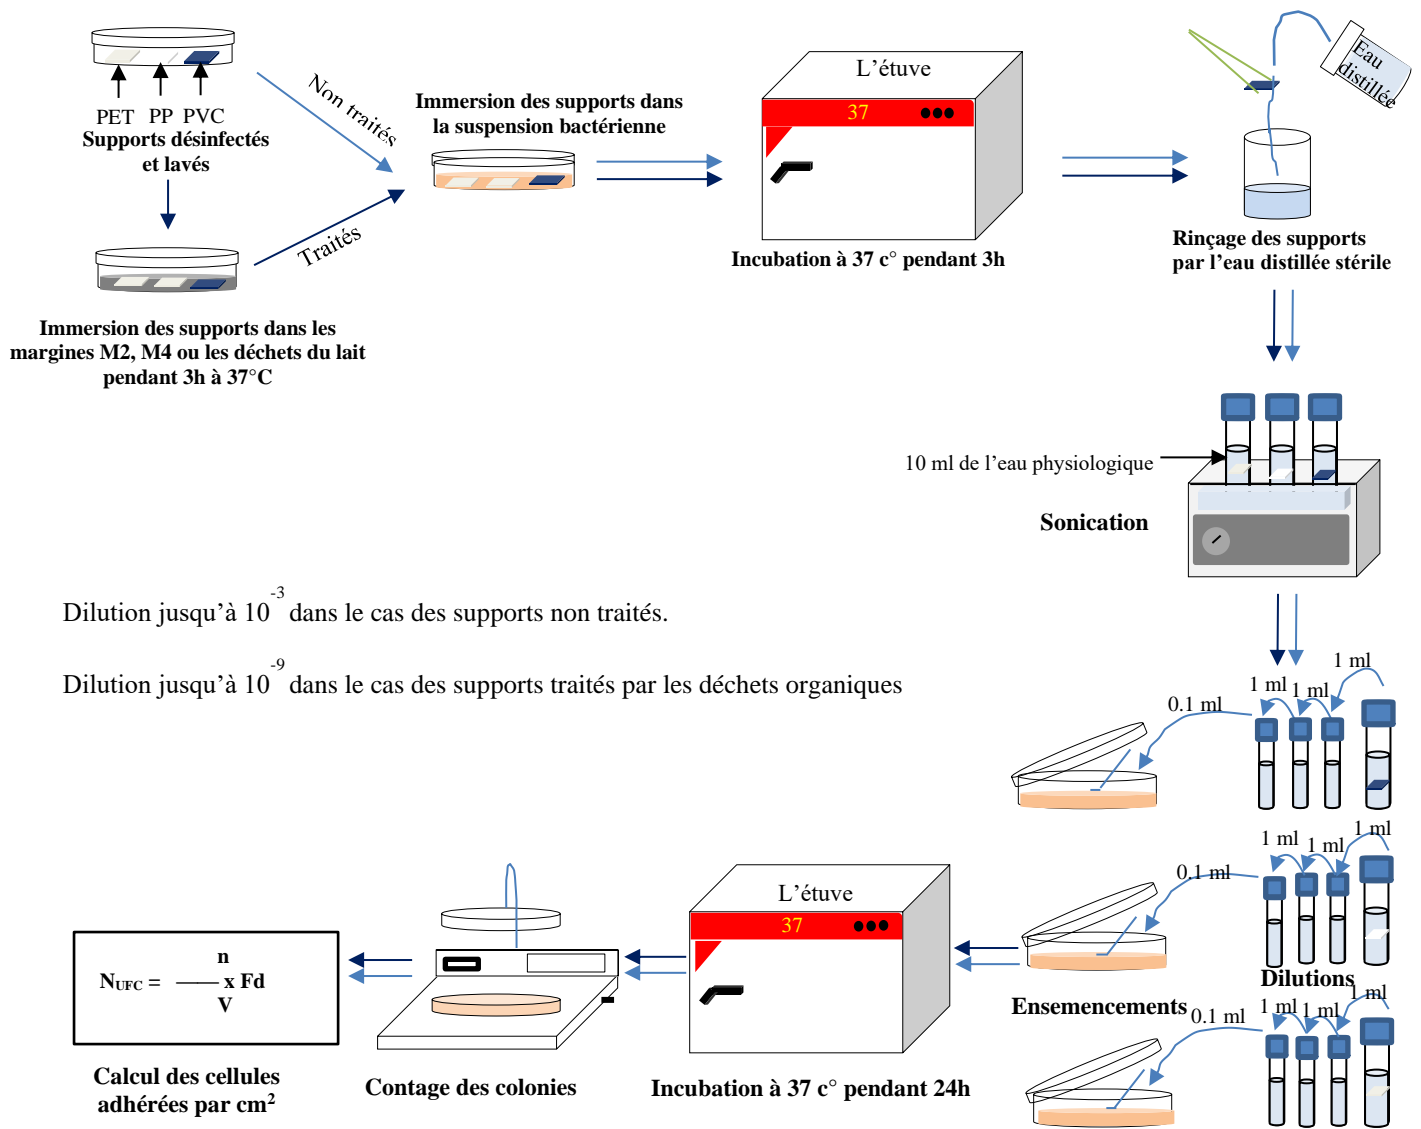 PET PP PVC
Supports désinfectés
et lavés
Non traités
Traités
Immersion des supports dans les
margines M2, M4 ou les déchets du lait
pendant 3h à 37°C
Immersion des supports dans
la suspension bactérienne
L’étuve
37
Incubation à 37 c° pendant 3h
Eau
distillée
Rinçage des supports
par l’eau distillée stérile
10 ml de l’eau physiologique
Sonication
Dilution jusqu’à 10⁻³ dans le cas des supports non traités.
Dilution jusqu’à 10⁻⁹ dans le cas des supports traités par les déchets organiques
1 ml
1 ml
1 ml
0.1 ml
1 ml
1 ml
1 ml
0.1 ml
Dilutions
1 ml
1 ml
1 ml
0.1 ml
Ensemencements
L’étuve
37
Incubation à 37 c° pendant 24h
Contage des colonies
n
N_UFC = —— x Fd
V
Calcul des cellules
adhérées par cm²